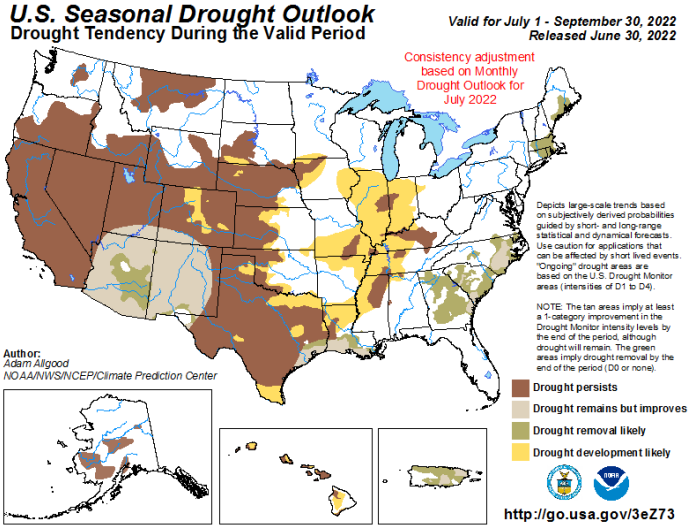 U.S. Seasonal Drought Outlook
Drought Tendency During the Valid Period
Valid for July 1 - September 30, 2022
Released June 30, 2022
Consistency adjustment
based on Monthly
Drought Outlook for
July 2022
Depicts large-scale trends based
on subjectively derived probabilities
guided by short- and long-range
statistical and dynamical forecasts.
Use caution for applications that
can be affected by short lived events.
"Ongoing" drought areas are
based on the U.S. Drought Monitor
areas (intensities of D1 to D4).
NOTE: The tan areas imply at least
a 1-category improvement in the
Drought Monitor intensity levels by
the end of the period, although
drought will remain. The green
areas imply drought removal by the
end of the period (D0 or none).
Author:
Adam Allgood
NOAA/NWS/NCEP/Climate Prediction Center
Drought persists
Drought remains but improves
Drought removal likely
Drought development likely
NOAA
http://go.usa.gov/3eZ73